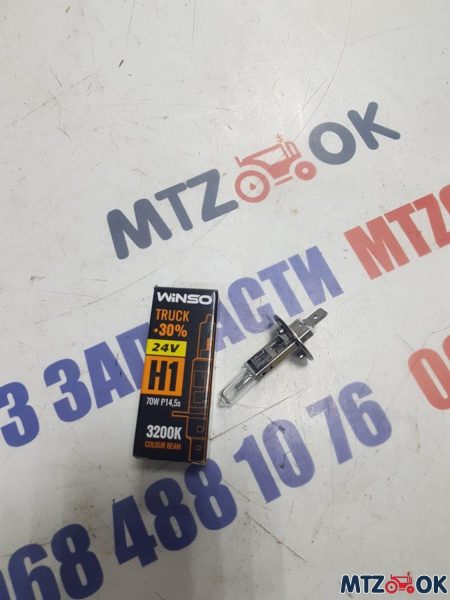 MTZ OK
З ЗАПЧАСТИ MTZ
068 488 10 76 0
WINSO
TRUCK
+30%
24V
H1
70W P14,5s
3200K
COLOUR BEAM
MTZ OK